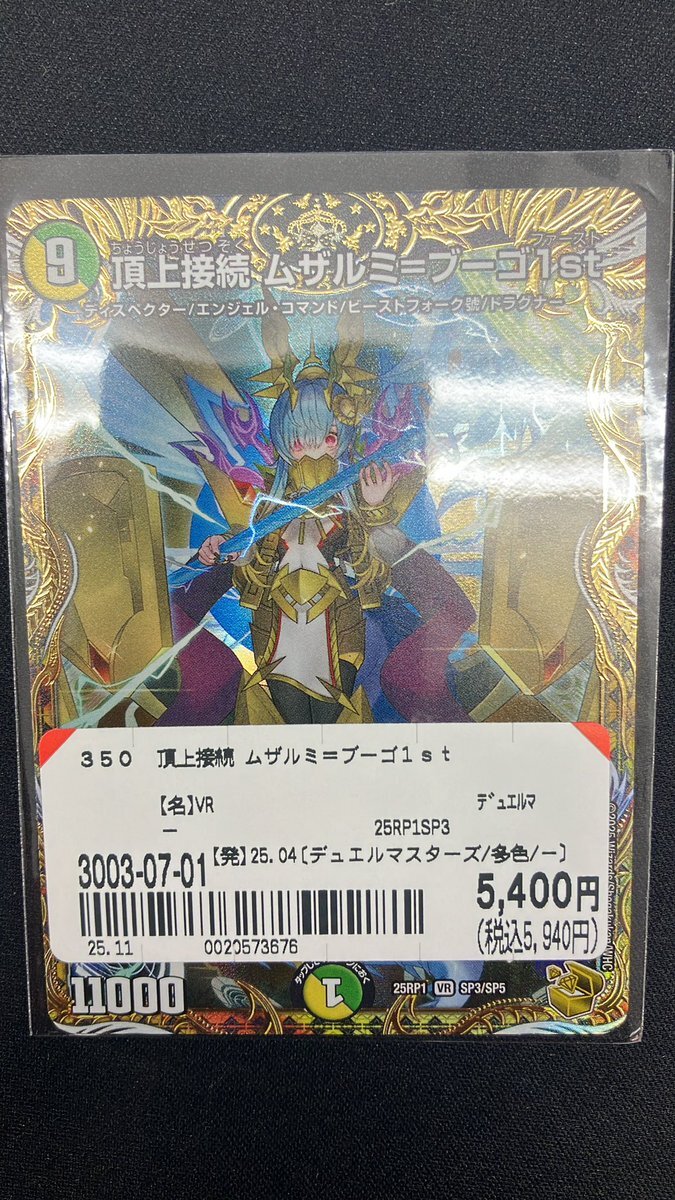 9
ちょうじょうせつぞく ファースト
頂上接続 ムザルミ=ブーゴ1st
ディスペクター/エンジェル・コマンド/ビーストフォーク號/ドラグナー
350 頂上接続 ムザルミ=ブーゴ1st
【名】VR デュエルマ
ー 25RP1SP3
3003-07-01 【発】25.04〔デュエルマスターズ/多色/ー〕
5,400円
25.11 0020573676 (税込5,940円)
11000
1
25RP1 VR SP3/SP5